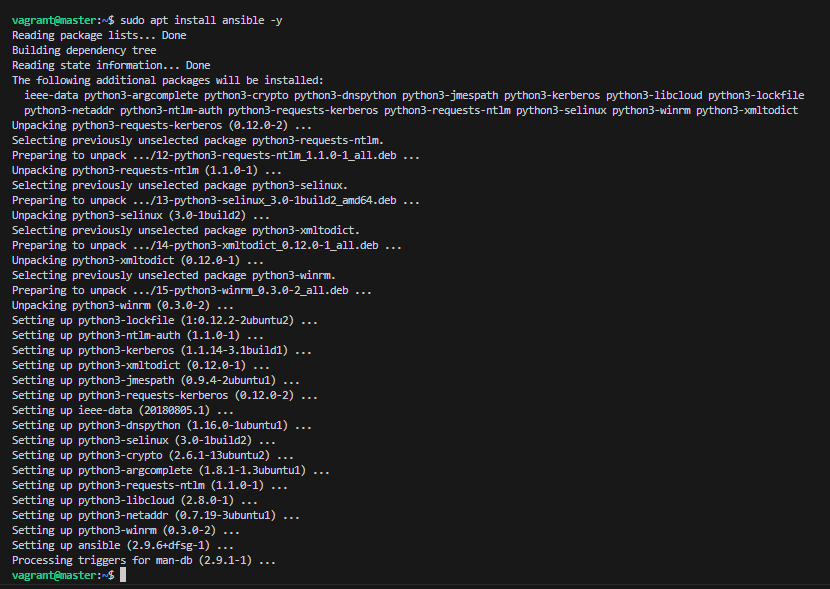 vagrant@master:~$ sudo apt install ansible -y
Reading package lists... Done
Building dependency tree
Reading state information... Done
The following additional packages will be installed:
  ieee-data python3-argcomplete python3-crypto python3-dnspython python3-jmespath python3-kerberos python3-libcloud python3-lockfile
  python3-netaddr python3-ntlm-auth python3-requests-kerberos python3-requests-ntlm python3-selinux python3-winrm python3-xmltodict
Unpacking python3-requests-kerberos (0.12.0-2) ...
Selecting previously unselected package python3-requests-ntlm.
Preparing to unpack .../12-python3-requests-ntlm_1.1.0-1_all.deb ...
Unpacking python3-requests-ntlm (1.1.0-1) ...
Selecting previously unselected package python3-selinux.
Preparing to unpack .../13-python3-selinux_3.0-1build2_amd64.deb ...
Unpacking python3-selinux (3.0-1build2) ...
Selecting previously unselected package python3-xmltodict.
Preparing to unpack .../14-python3-xmltodict_0.12.0-1_all.deb ...
Unpacking python3-xmltodict (0.12.0-1) ...
Selecting previously unselected package python3-winrm.
Preparing to unpack .../15-python3-winrm_0.3.0-2_all.deb ...
Unpacking python3-winrm (0.3.0-2) ...
Setting up python3-lockfile (1:0.12.2-2ubuntu2) ...
Setting up python3-ntlm-auth (1.1.0-1) ...
Setting up python3-kerberos (1.1.14-3.1build1) ...
Setting up python3-xmltodict (0.12.0-1) ...
Setting up python3-jmespath (0.9.4-2ubuntu1) ...
Setting up python3-requests-kerberos (0.12.0-2) ...
Setting up ieee-data (20180805.1) ...
Setting up python3-dnspython (1.16.0-1ubuntu1) ...
Setting up python3-selinux (3.0-1build2) ...
Setting up python3-crypto (2.6.1-13ubuntu2) ...
Setting up python3-argcomplete (1.8.1-1.3ubuntu1) ...
Setting up python3-requests-ntlm (1.1.0-1) ...
Setting up python3-libcloud (2.8.0-1) ...
Setting up python3-netaddr (0.7.19-3ubuntu1) ...
Setting up python3-winrm (0.3.0-2) ...
Setting up ansible (2.9.6+dfsg-1) ...
Processing triggers for man-db (2.9.1-1) ...
vagrant@master:~$